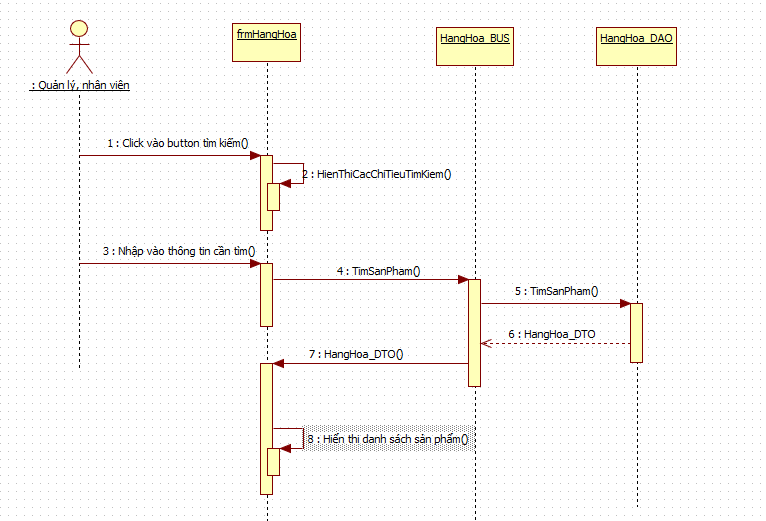 frmHangHoa
HangHoa_BUS
HangHoa_DAO
: Quản lý, nhân viên
1 : Click vào button tìm kiếm()
2 : HienThiCacChiTieuTimKiem()
3 : Nhập vào thông tin cần tìm()
4 : TimSanPham()
5 : TimSanPham()
6 : HangHoa_DTO
7 : HangHoa_DTO()
8 : Hiển thi danh sách sản phẩm()